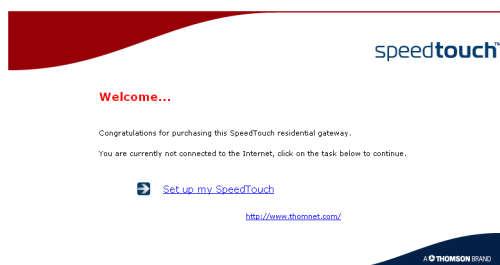 speedtouch™
Welcome...
Congratulations for purchasing this SpeedTouch residential gateway.
You are currently not connected to the Internet, click on the task below to continue.
Set up my SpeedTouch
http://www.thomnet.com/
A THOMSON BRAND